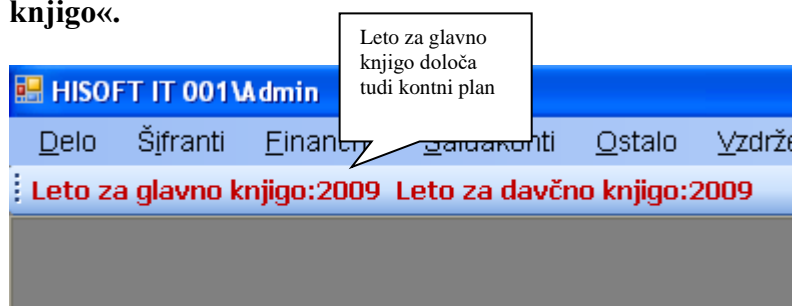 knjigo«.
Leto za glavno
knjigo določa
tudi kontni plan
HISOFT IT 001\Admin
Delo Šifranti Ostalo
Leto za glavno knjigo:2009 Leto za davčno knjigo:2009